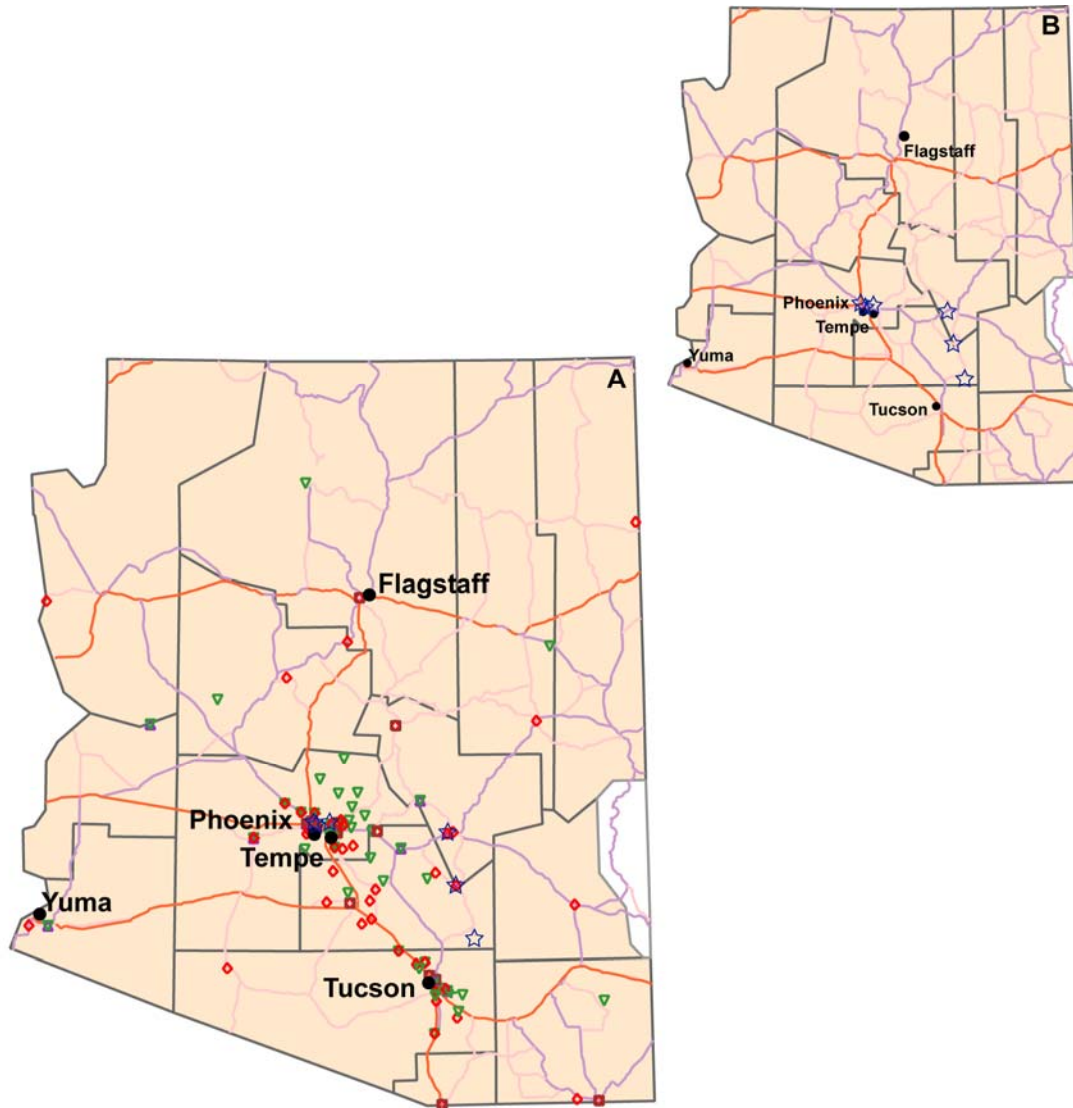 B
Flagstaff
Phoenix
Tempe
Yuma
Tucson
A
Flagstaff
Phoenix
Tempe
Yuma
Tucson